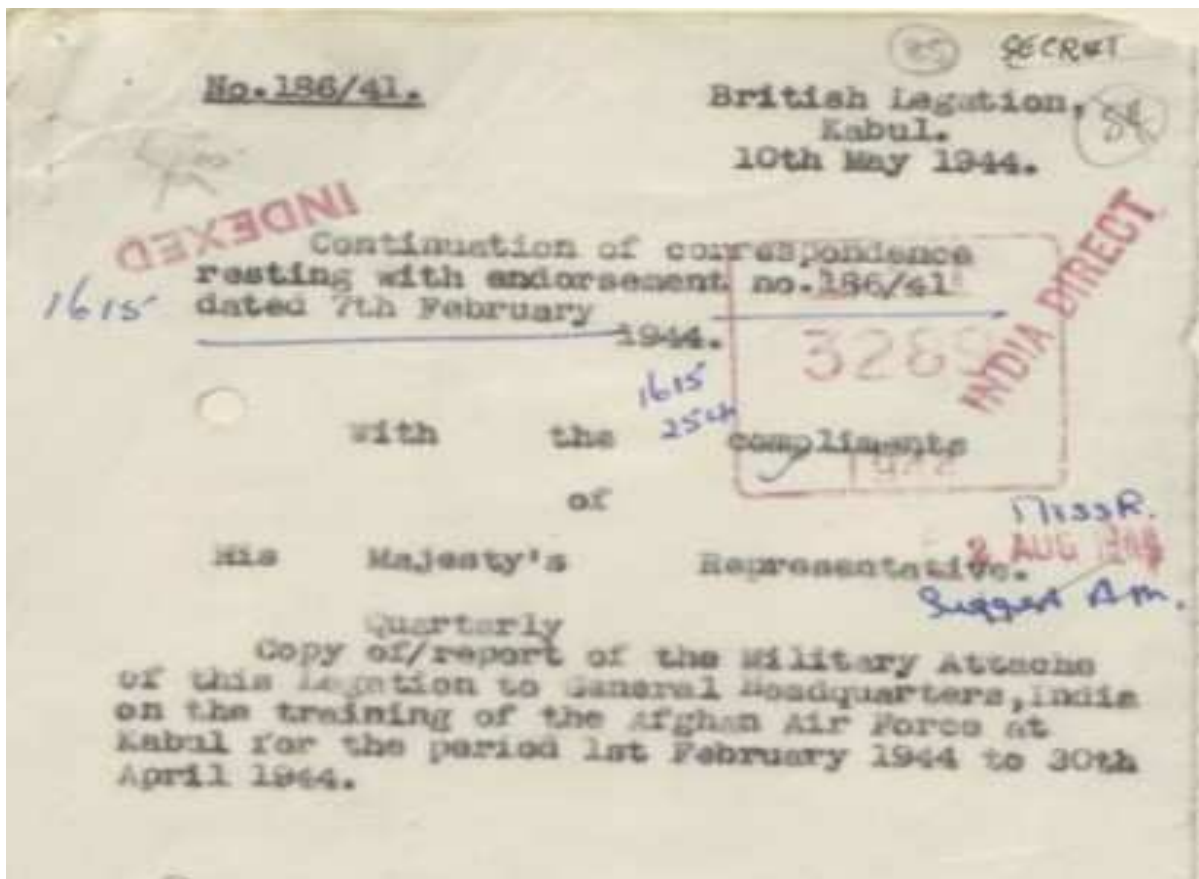 85 SECRET
No.186/41.
British Legation,
Kabul.
84
10th May 1944.
INDEXED
INDIA DIRECT
Continuation of correspondence
resting with endorsement no.186/41
1615
dated 7th February
1944.
1615
With the compliments
of
His Majesty's Representative.
2 AUG
Suggest
Quarterly
Copy of/report of the Military Attache
of this Legation to General Headquarters,India
on the training of the Afghan Air Force at
Kabul for the period 1st February 1944 to 30th
April 1944.